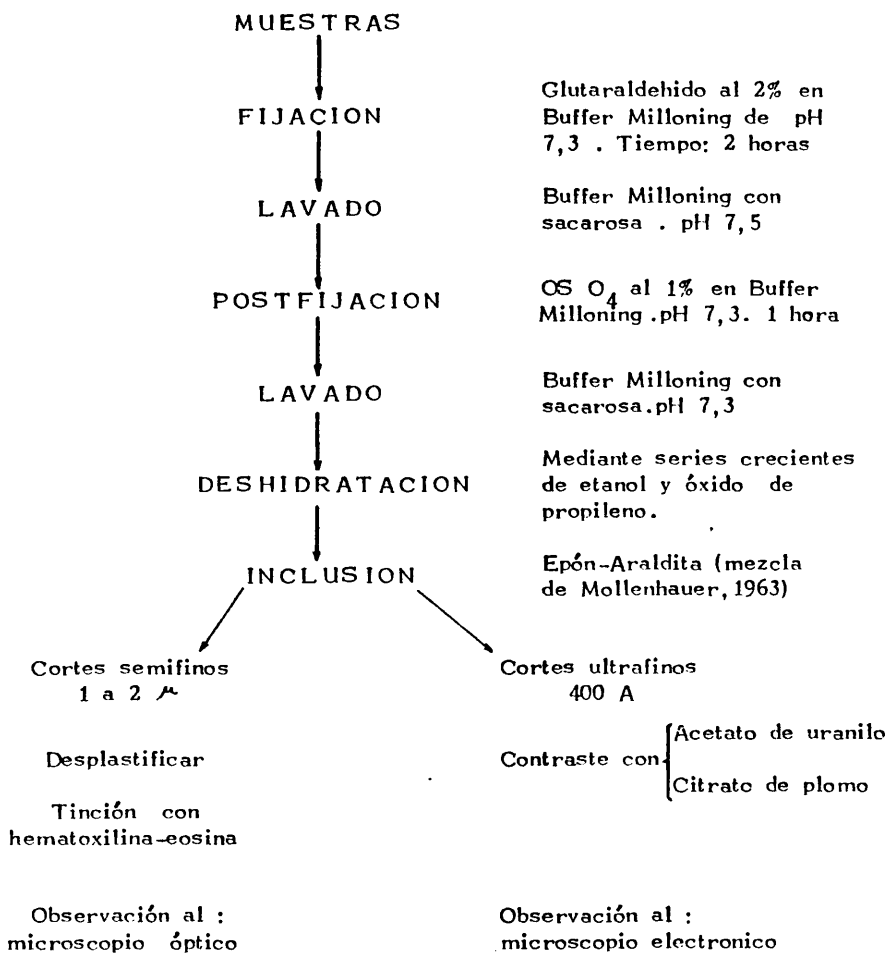 MUESTRAS
FIJACION
Glutaraldehido al 2% en
Buffer Milloning de pH
7,3 . Tiempo: 2 horas
LAVADO
Buffer Milloning con
sacarosa . pH 7,5
POSTFIJACION
OS O4 al 1% en Buffer
Milloning .pH 7,3. 1 hora
LAVADO
Buffer Milloning con
sacarosa.pH 7,3
DESHIDRATACION
Mediante series crecientes
de etanol y óxido de
propileno.
INCLUSION
Epón-Araldita (mezcla
de Mollenhauer, 1963)
Cortes semifinos
1 a 2 μ
Desplastificar
Tinción con
hematoxilina-eosina
Observación al :
microscopio óptico
Cortes ultrafinos
400 A
Contraste con
Acetato de uranilo
Citrato de plomo
Observación al :
microscopio electronico